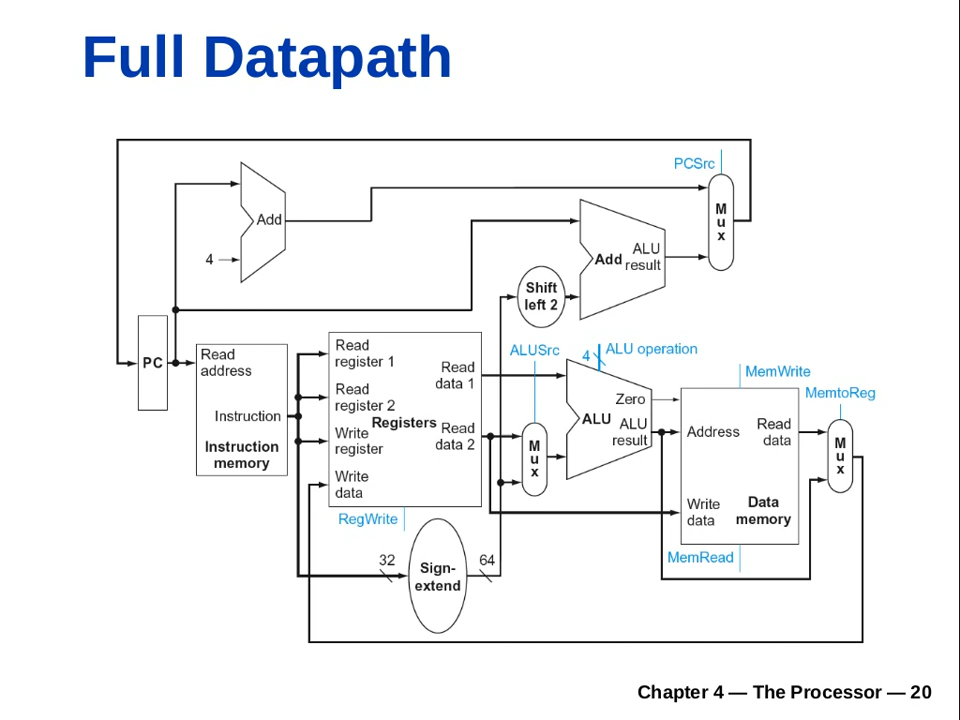 Full Datapath
PCSrc
M
u
x
Add
4
Add
ALU
result
Shift
left 2
PC
Read
address
Instruction
Instruction
memory
Read
register 1
Read
register 2
Write
register
Write
data
Registers
Read
data 1
Read
data 2
RegWrite
ALUSrc
M
u
x
4
ALU operation
Zero
ALU
ALU
result
MemWrite
Address
Read
data
Write
data
Data
memory
MemRead
MemtoReg
M
u
x
32
Sign-
extend
64
Chapter 4 — The Processor — 20